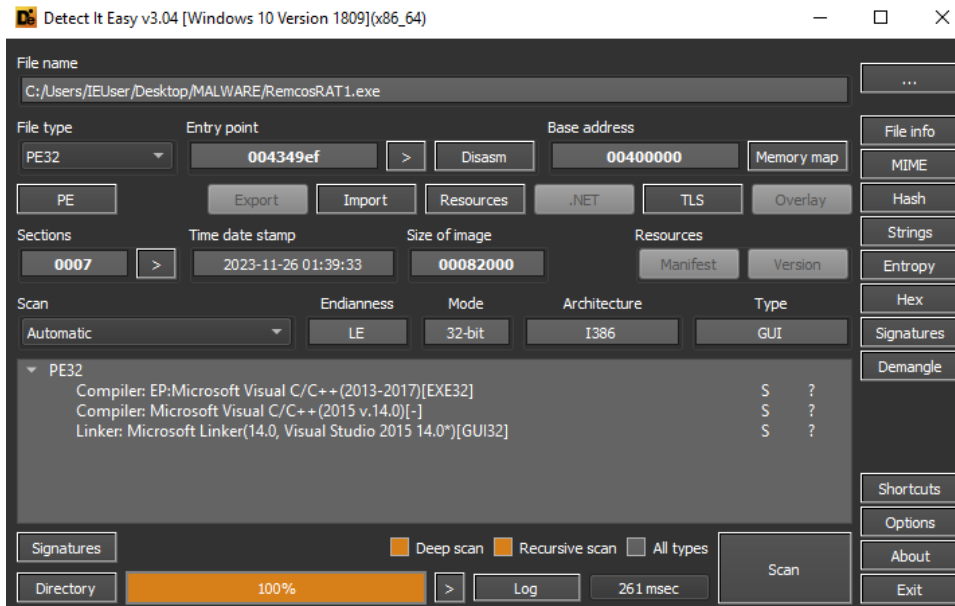 Detect It Easy v3.04 [Windows 10 Version 1809](x86_64)
File name
C:/Users/IEUser/Desktop/MALWARE/RemcosRAT1.exe
...
File type Entry point Base address
File info
PE32 004349ef > Disasm 00400000 Memory map
MIME
PE Export Import Resources .NET TLS Overlay
Hash
Sections Time date stamp Size of image Resources
Strings
0007 > 2023-11-26 01:39:33 00082000 Manifest Version
Entropy
Scan Endianness Mode Architecture Type
Hex
Automatic LE 32-bit I386 GUI
Signatures
PE32
Demangle
Compiler: EP:Microsoft Visual C/C++(2013-2017)[EXE32] S ?
Compiler: Microsoft Visual C/C++(2015 v.14.0)[-] S ?
Linker: Microsoft Linker(14.0, Visual Studio 2015 14.0*)[GUI32] S ?
Shortcuts
Options
Signatures Deep scan Recursive scan All types
About
Scan
Directory 100% > Log 261 msec
Exit